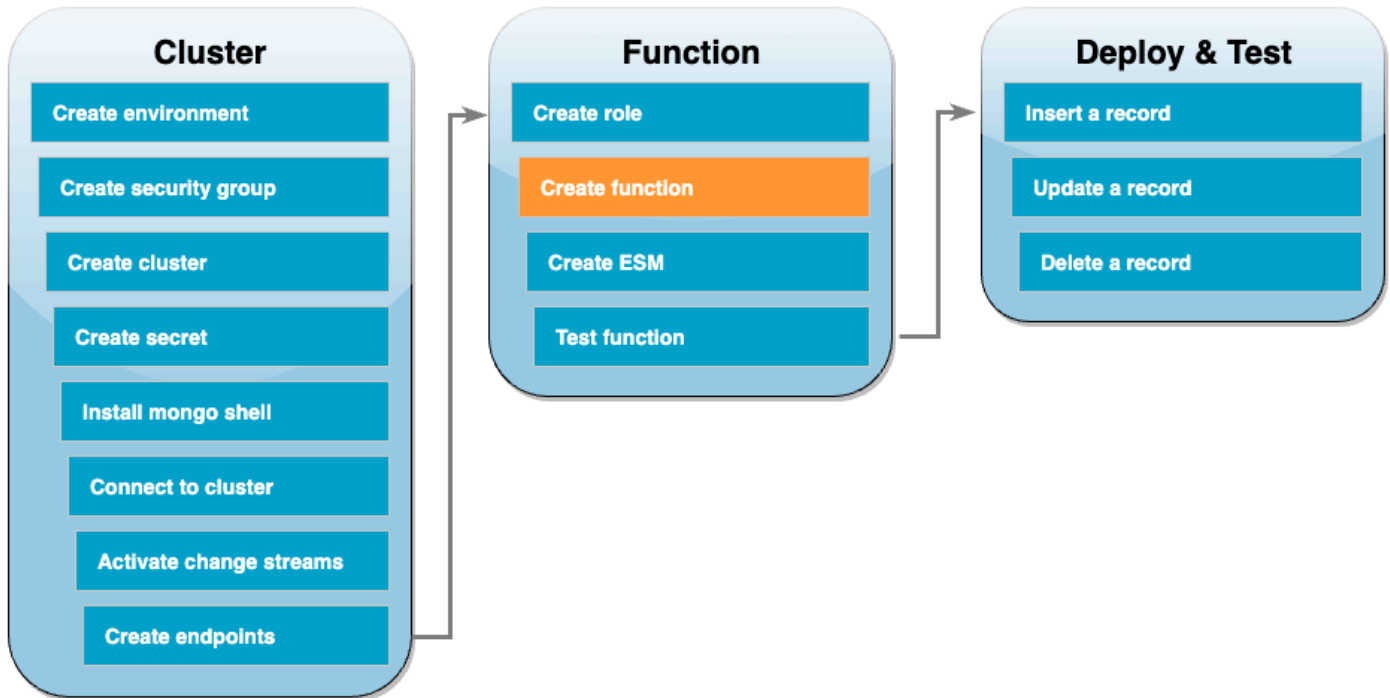 Cluster
Create environment
Create security group
Create cluster
Create secret
Install mongo shell
Connect to cluster
Activate change streams
Create endpoints
Function
Create role
Create function
Create ESM
Test function
Deploy & Test
Insert a record
Update a record
Delete a record